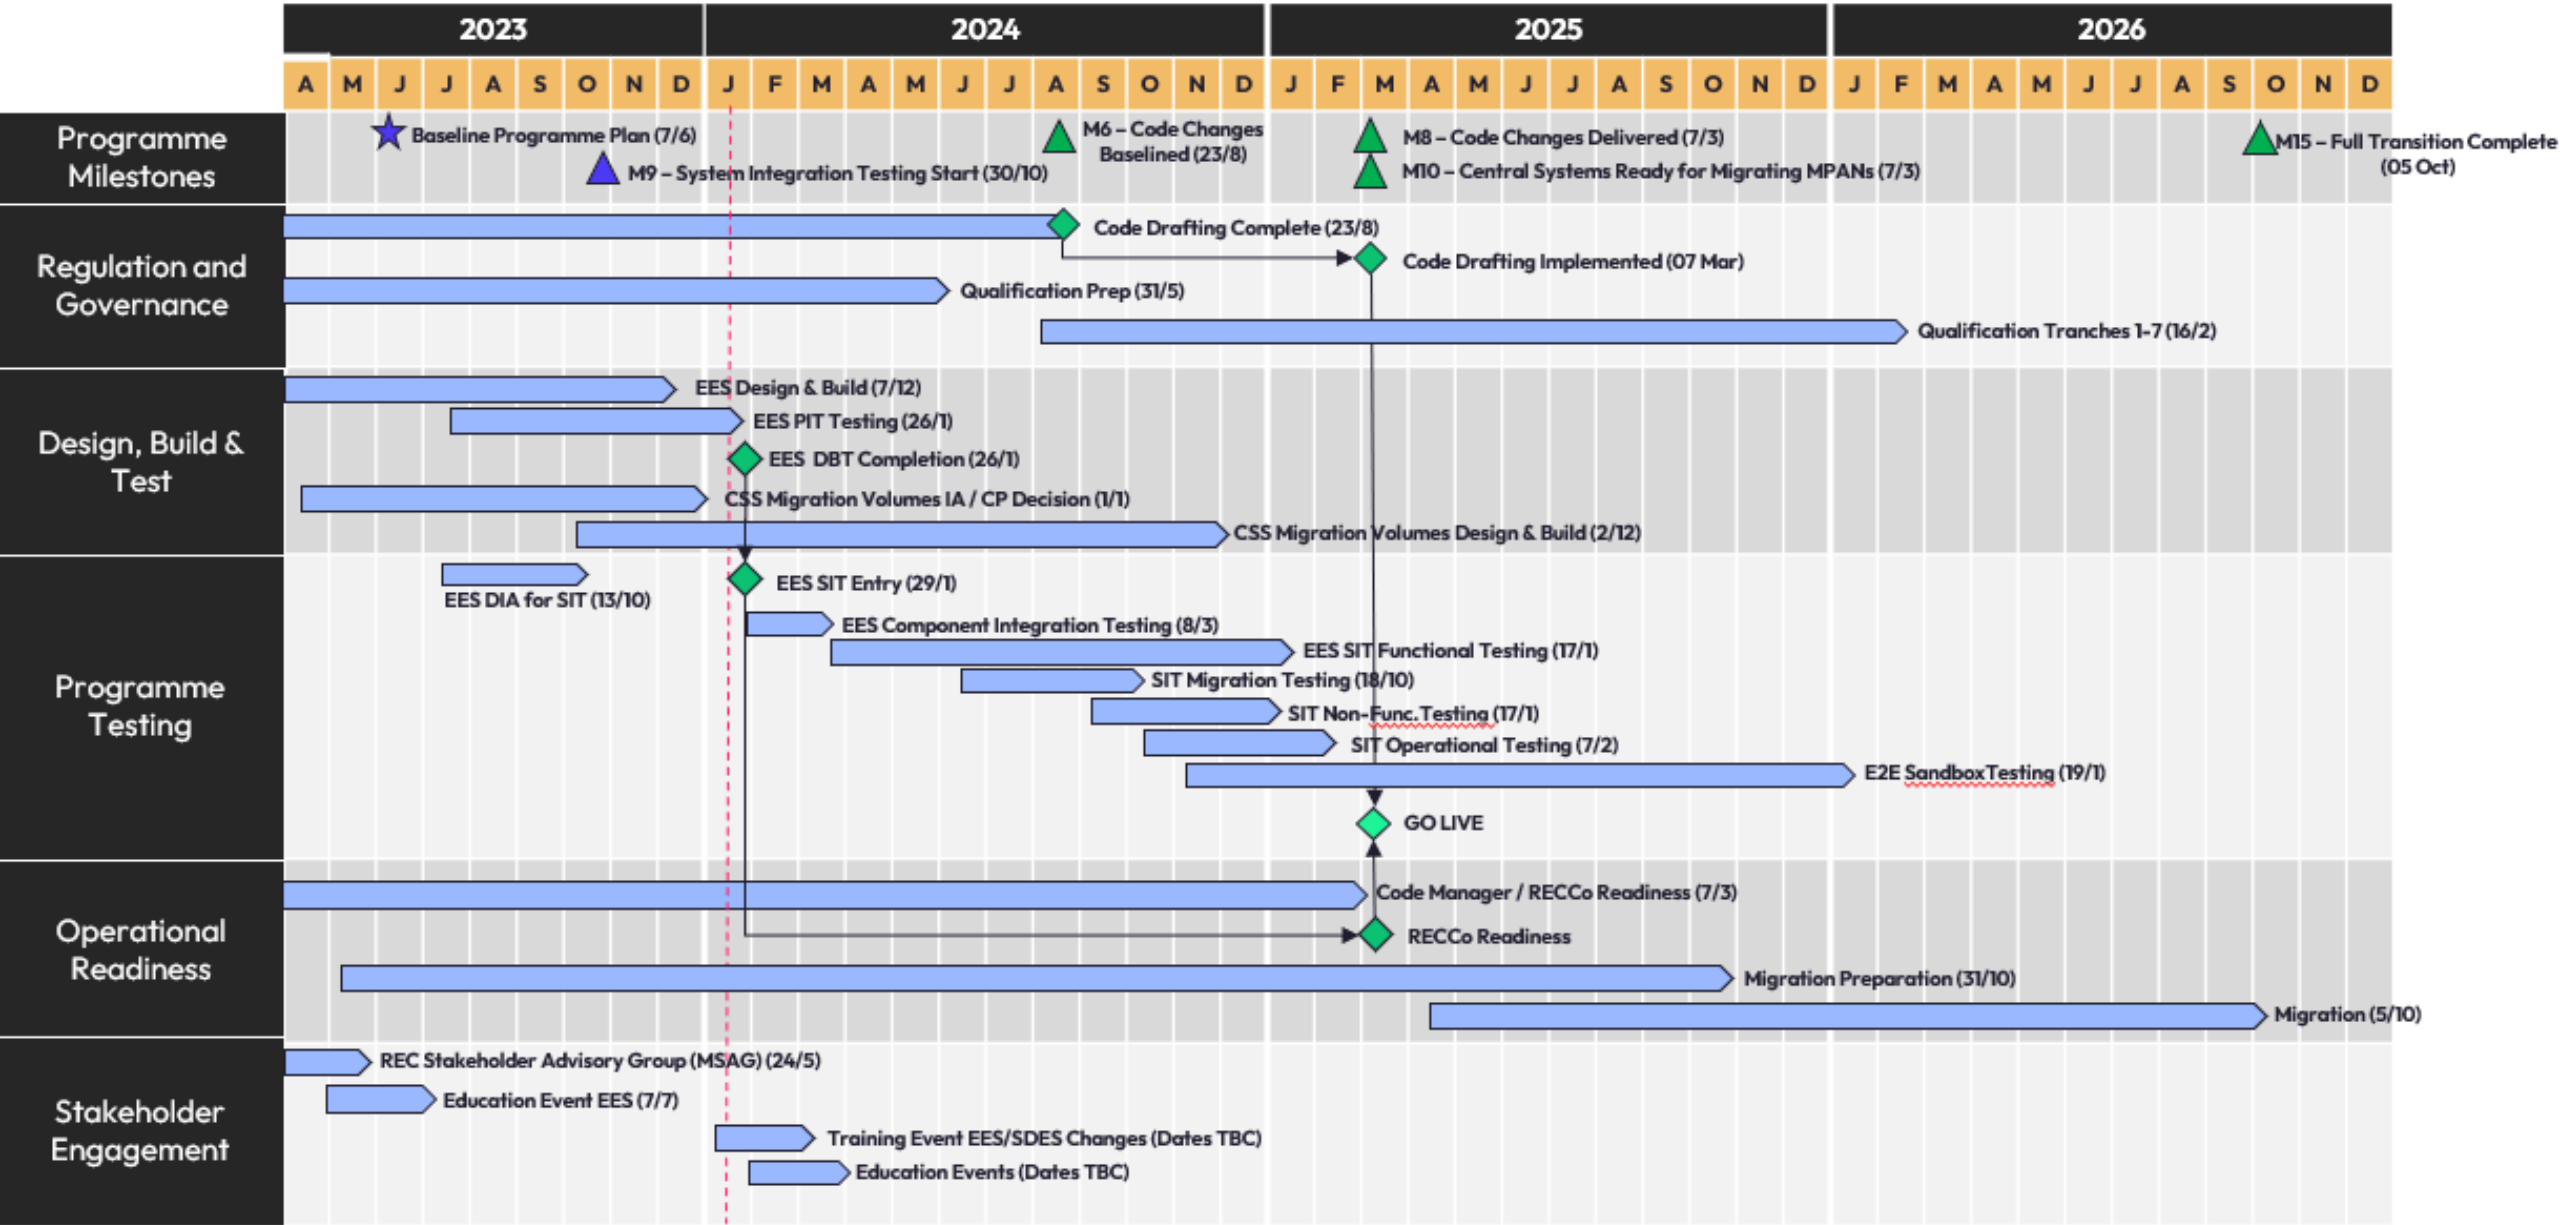 2023 2024 2025 2026
A M J J A S O N D J F M A M J J A S O N D J F M A M J J A S O N D J F M A M J J A S O N D
Programme
Milestones
Baseline Programme Plan (7/6)
M9 – System Integration Testing Start (30/10)
M6 – Code Changes
Baselined (23/8)
M8 – Code Changes Delivered (7/3)
M10 – Central Systems Ready for Migrating MPANs (7/3)
M15 – Full Transition Complete
(05 Oct)
Regulation and
Governance
Code Drafting Complete (23/8)
Code Drafting Implemented (07 Mar)
Qualification Prep (31/5)
Qualification Tranches 1-7 (16/2)
Design, Build &
Test
EES Design & Build (7/12)
EES PIT Testing (26/1)
EES DBT Completion (26/1)
CSS Migration Volumes IA / CP Decision (1/1)
CSS Migration Volumes Design & Build (2/12)
Programme
Testing
EES DIA for SIT (13/10)
EES SIT Entry (29/1)
EES Component Integration Testing (8/3)
EES SIT Functional Testing (17/1)
SIT Migration Testing (18/10)
SIT Non-Func.Testing (17/1)
SIT Operational Testing (7/2)
E2E SandboxTesting (19/1)
GO LIVE
Operational
Readiness
Code Manager / RECCo Readiness (7/3)
RECCo Readiness
Migration Preparation (31/10)
Migration (5/10)
Stakeholder
Engagement
REC Stakeholder Advisory Group (MSAG) (24/5)
Education Event EES (7/7)
Training Event EES/SDES Changes (Dates TBC)
Education Events (Dates TBC)